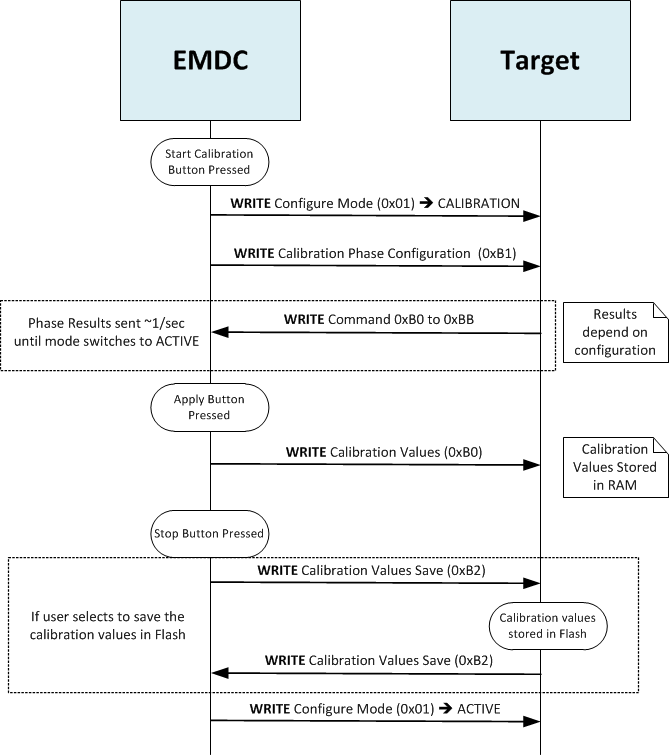 EMDC
Target
Start Calibration
Button Pressed
WRITE Configure Mode (0x01) ➔ CALIBRATION
WRITE Calibration Phase Configuration (0xB1)
Phase Results sent ~1/sec
until mode switches to ACTIVE
WRITE Command 0xB0 to 0xBB
Results
depend on
configuration
Apply Button
Pressed
WRITE Calibration Values (0xB0)
Calibration
Values Stored
in RAM
Stop Button Pressed
WRITE Calibration Values Save (0xB2)
If user selects to save the
calibration values in Flash
Calibration values
stored in Flash
WRITE Calibration Values Save (0xB2)
WRITE Configure Mode (0x01) ➔ ACTIVE